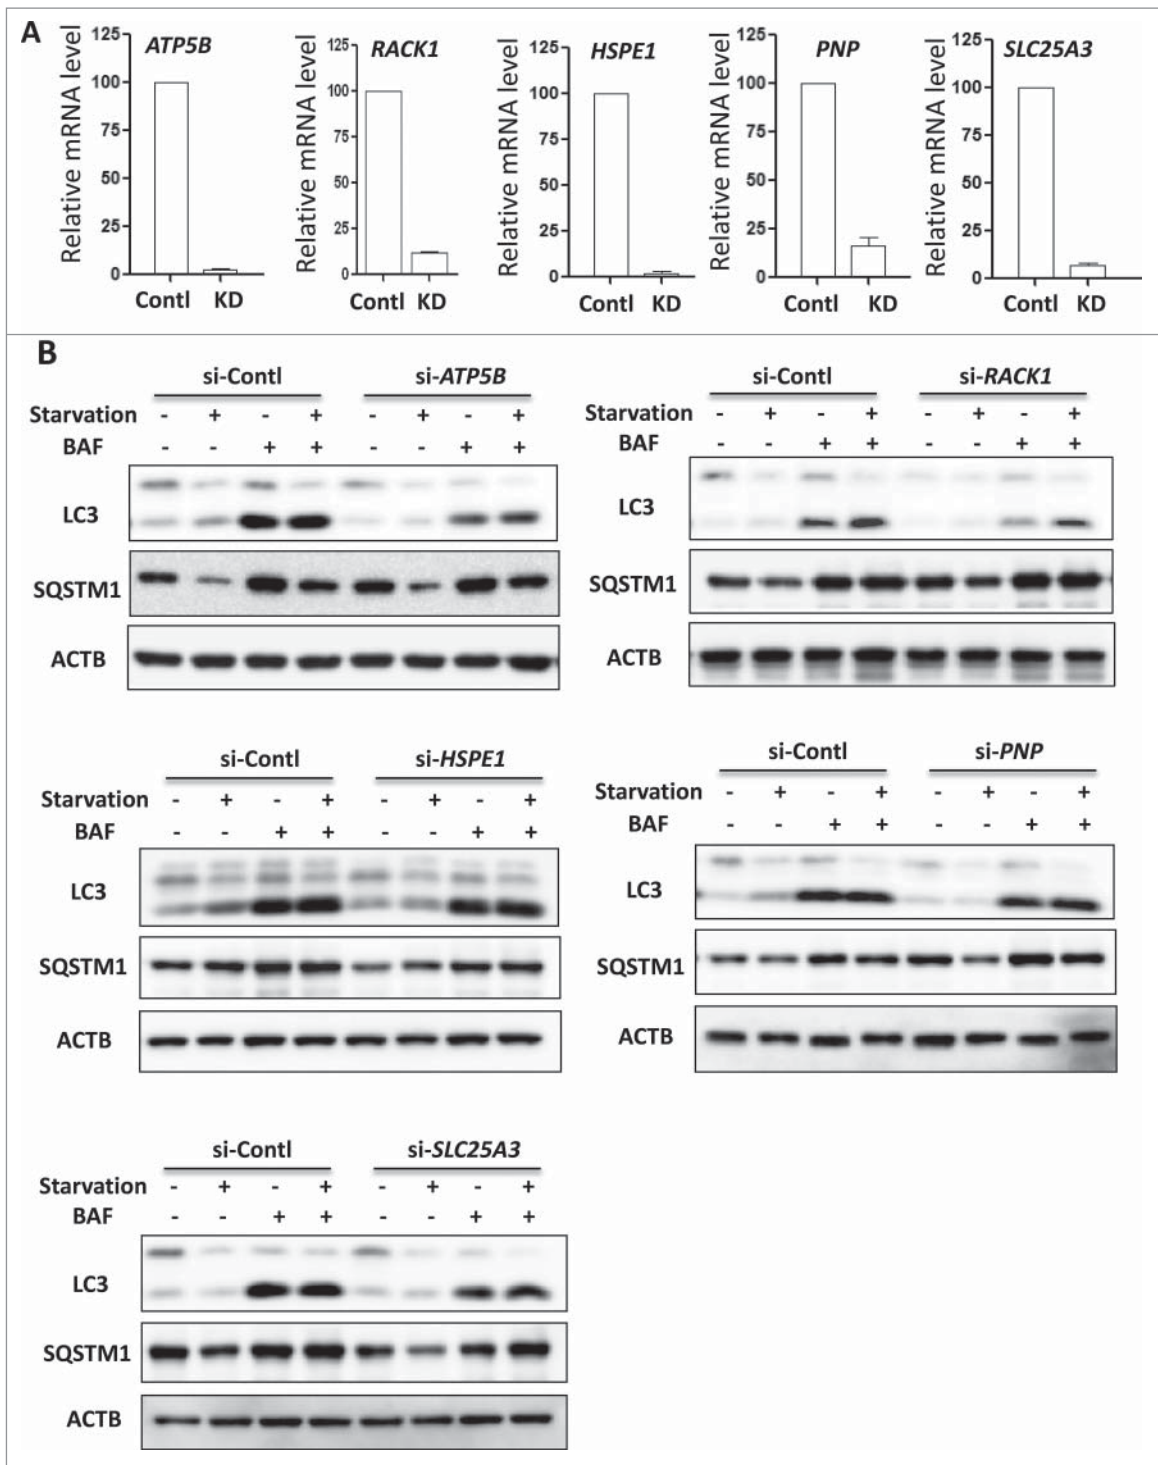 A
ATP5B RACK1 HSPE1 PNP SLC25A3
Relative mRNA level
125
100
75
50
25
0
Contl KD
Relative mRNA level
125
100
75
50
25
0
Contl KD
Relative mRNA level
125
100
75
50
25
0
Contl KD
Relative mRNA level
125
100
75
50
25
0
Contl KD
Relative mRNA level
125
100
75
50
25
0
Contl KD
B
si-Contl si-ATP5B
Starvation - + - + - + - +
BAF - - + + - - + +
LC3
SQSTM1
ACTB
si-Contl si-RACK1
Starvation - + - + - + - +
BAF - - + + - - + +
LC3
SQSTM1
ACTB
si-Contl si-HSPE1
Starvation - + - + - + - +
BAF - - + + - - + +
LC3
SQSTM1
ACTB
si-Contl si-PNP
Starvation - + - + - + - +
BAF - - + + - - + +
LC3
SQSTM1
ACTB
si-Contl si-SLC25A3
Starvation - + - + - + - +
BAF - - + + - - + +
LC3
SQSTM1
ACTB